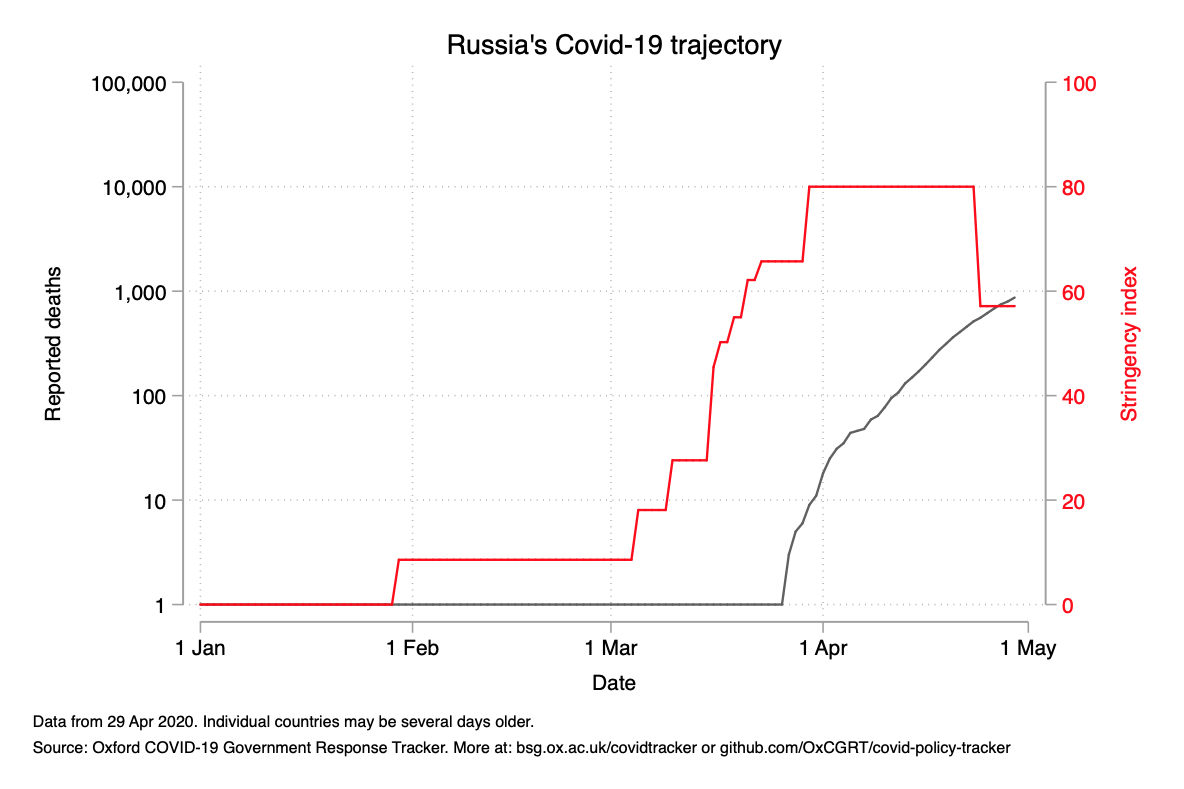 Russia's Covid-19 trajectory
100,000
10,000
1,000
100
10
1
Reported deaths
100
80
60
40
20
0
Stringency index
1 Jan
1 Feb
1 Mar
1 Apr
1 May
Date
Data from 29 Apr 2020. Individual countries may be several days older.
Source: Oxford COVID-19 Government Response Tracker. More at: bsg.ox.ac.uk/covidtracker or github.com/OxCGRT/covid-policy-tracker